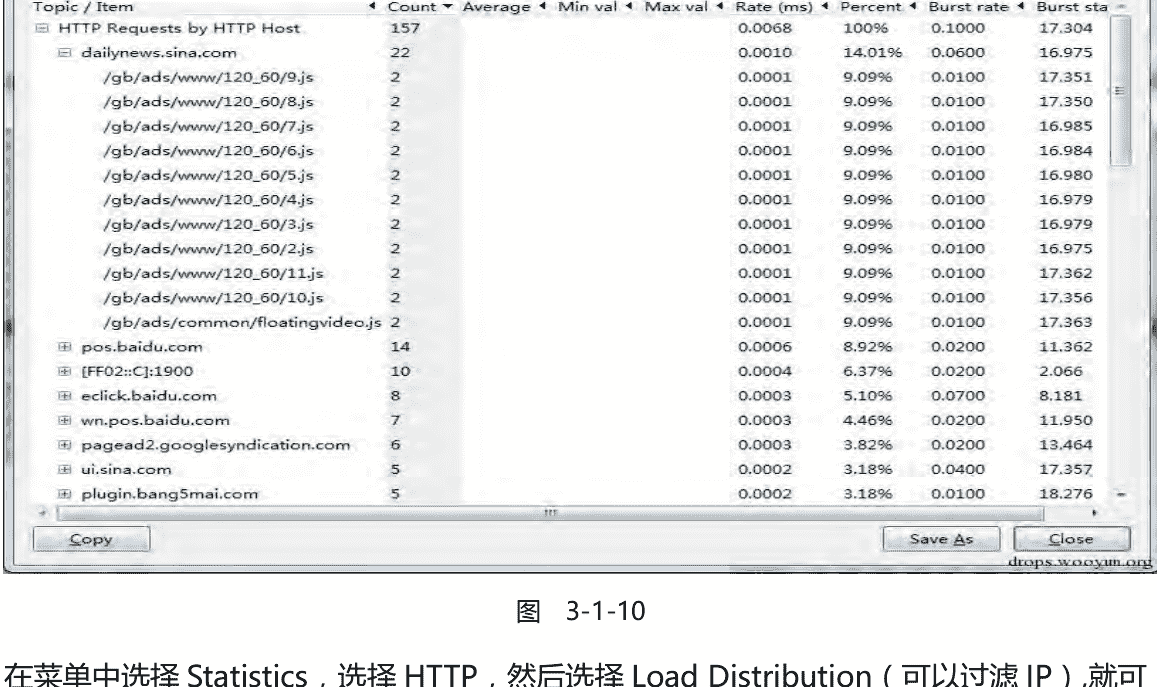 Topic / Item Count Average Min val Max val Rate (ms) Percent Burst rate Burst sta
HTTP Requests by HTTP Host 157 0.0068 100% 0.1000 17.304
dailynews.sina.com 22 0.0010 14.01% 0.0600 16.975
/gb/ads/www/120_60/9.js 2 0.0001 9.09% 0.0100 17.351
/gb/ads/www/120_60/8.js 2 0.0001 9.09% 0.0100 17.350
/gb/ads/www/120_60/7.js 2 0.0001 9.09% 0.0100 16.985
/gb/ads/www/120_60/6.js 2 0.0001 9.09% 0.0100 16.984
/gb/ads/www/120_60/5.js 2 0.0001 9.09% 0.0100 16.980
/gb/ads/www/120_60/4.js 2 0.0001 9.09% 0.0100 16.979
/gb/ads/www/120_60/3.js 2 0.0001 9.09% 0.0100 16.979
/gb/ads/www/120_60/2.js 2 0.0001 9.09% 0.0100 16.975
/gb/ads/www/120_60/11.js 2 0.0001 9.09% 0.0100 17.362
/gb/ads/www/120_60/10.js 2 0.0001 9.09% 0.0100 17.356
/gb/ads/common/floatingvideo.js 2 0.0001 9.09% 0.0100 17.363
pos.baidu.com 14 0.0006 8.92% 0.0200 11.362
[FF02::C]:1900 10 0.0004 6.37% 0.0200 2.066
eclick.baidu.com 8 0.0003 5.10% 0.0700 8.181
wn.pos.baidu.com 7 0.0003 4.46% 0.0200 11.950
pagead2.googlesyndication.com 6 0.0003 3.82% 0.0200 13.464
ui.sina.com 5 0.0002 3.18% 0.0400 17.357
plugin.bang5mai.com 5 0.0002 3.18% 0.0100 18.276
Copy Save As Close
drops.wooyun.org
图 3-1-10
在菜单中选择 Statistics，选择 HTTP，然后选择 Load Distribution（可以过滤 IP）,就可